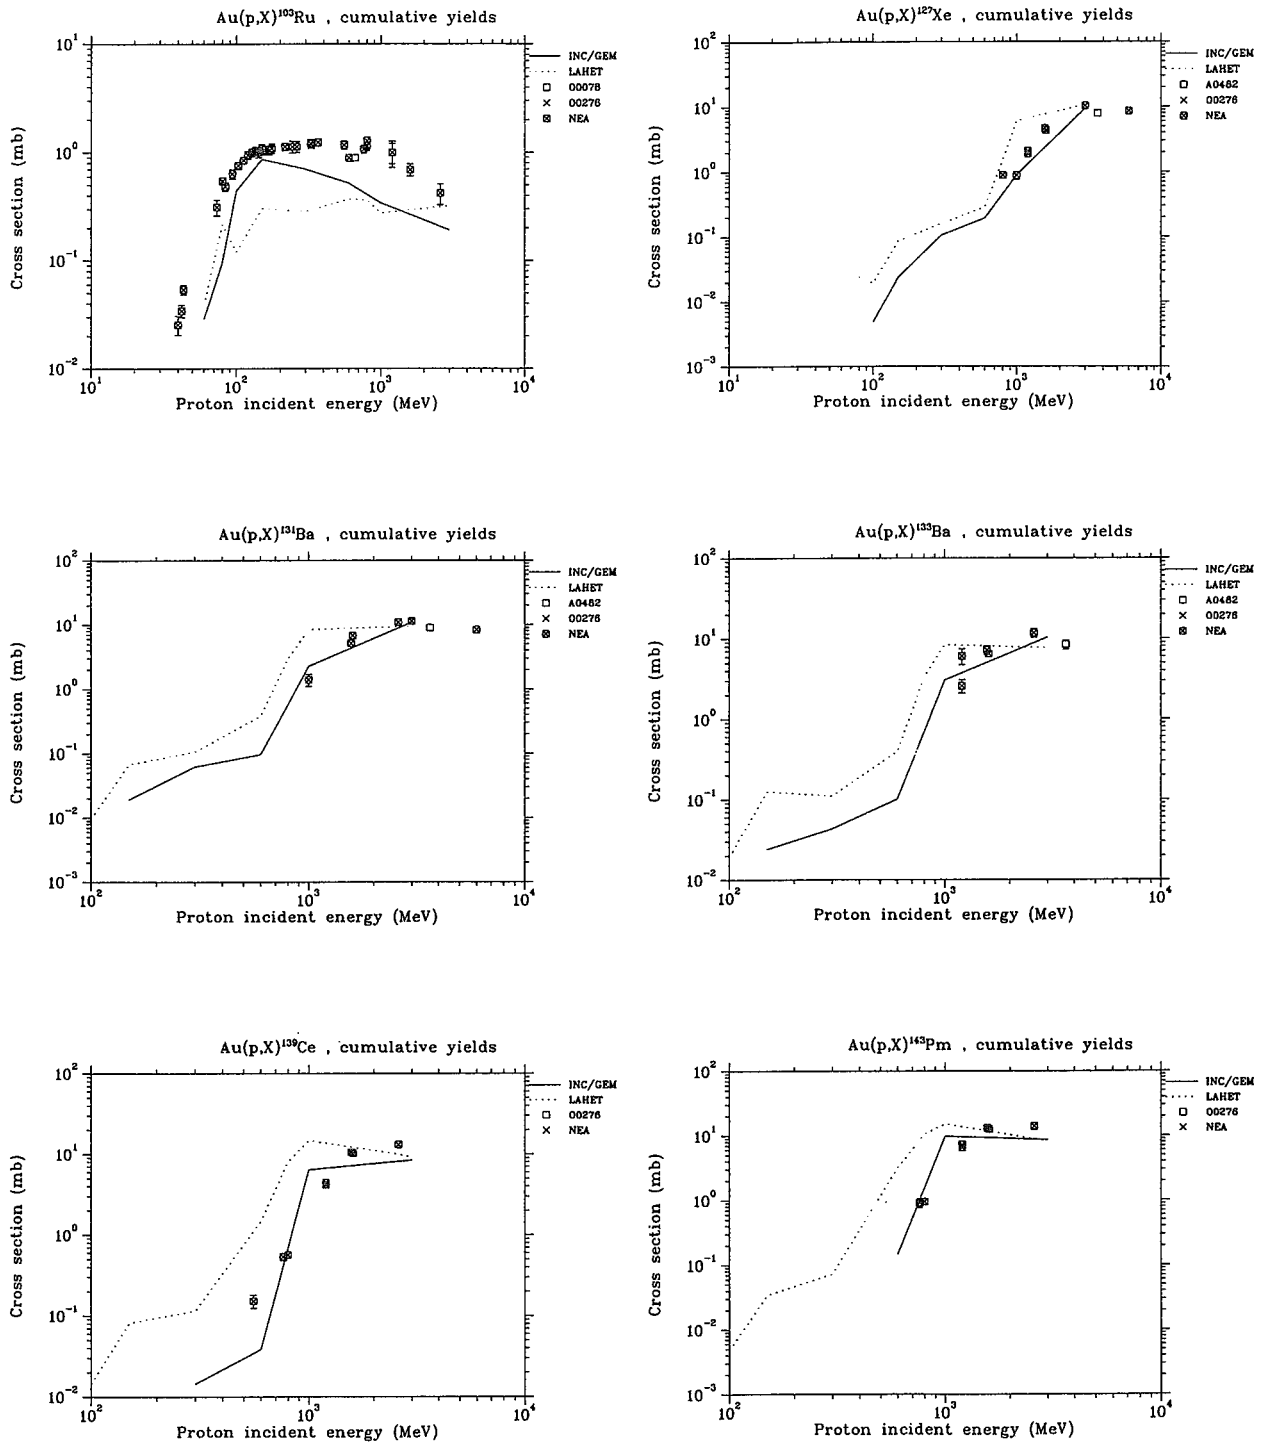 Au(p,X)¹⁰³Ru , cumulative yields
10¹
10⁰
10⁻¹
10⁻²
Cross section (mb)
10¹ 10² 10³ 10⁴
Proton incident energy (MeV)
INC/GEM
LAHET
O0078
O0276
NEA
Au(p,X)¹²⁷Xe , cumulative yields
10²
10¹
10⁰
10⁻¹
10⁻²
10⁻³
Cross section (mb)
10¹ 10² 10³ 10⁴
Proton incident energy (MeV)
INC/GEM
LAHET
A0482
O0276
NEA
Au(p,X)¹³¹Ba , cumulative yields
10²
10¹
10⁰
10⁻¹
10⁻²
10⁻³
Cross section (mb)
10² 10³ 10⁴
Proton incident energy (MeV)
INC/GEM
LAHET
A0482
O0276
NEA
Au(p,X)¹³³Ba , cumulative yields
10²
10¹
10⁰
10⁻¹
10⁻²
Cross section (mb)
10² 10³ 10⁴
Proton incident energy (MeV)
INC/GEM
LAHET
A0482
O0276
NEA
Au(p,X)¹³⁹Ce , cumulative yields
10²
10¹
10⁰
10⁻¹
10⁻²
Cross section (mb)
10² 10³ 10⁴
Proton incident energy (MeV)
INC/GEM
LAHET
O0276
NEA
Au(p,X)¹⁴³Pm , cumulative yields
10²
10¹
10⁰
10⁻¹
10⁻²
10⁻³
Cross section (mb)
10² 10³ 10⁴
Proton incident energy (MeV)
INC/GEM
LAHET
O0276
NEA